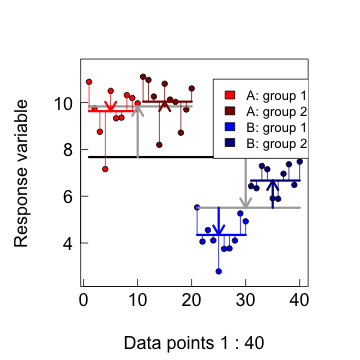 Response variable
10
8
6
4
A: group 1
A: group 2
B: group 1
B: group 2
0 10 20 30 40
Data points 1 : 40